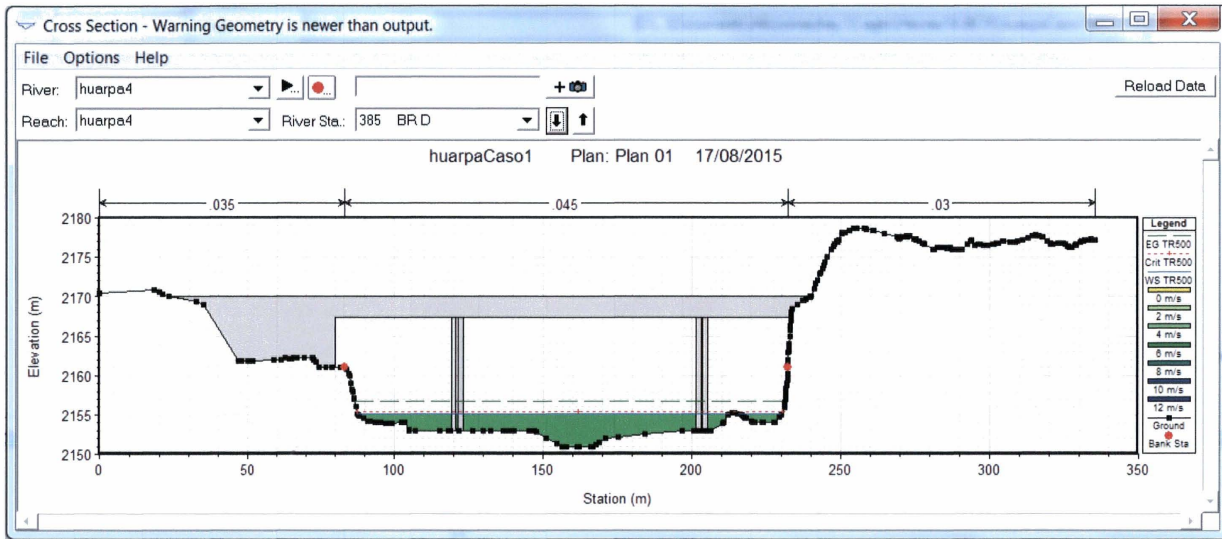 Cross Section - Warning Geometry is newer than output.
File Options Help
River: huarpa4
Reload Data
Reach: huarpa4 River Sta.: 385 BR D
huarpaCaso1 Plan: Plan 01 17/08/2015
.035 .045 .03
Elevation (m)
2180
2175
2170
2165
2160
2155
2150
0 50 100 150 200 250 300 350
Station (m)
Legend
EG TR500
Crit TR500
WS TR500
0 m/s
2 m/s
4 m/s
6 m/s
8 m/s
10 m/s
12 m/s
Ground
Bank Sta